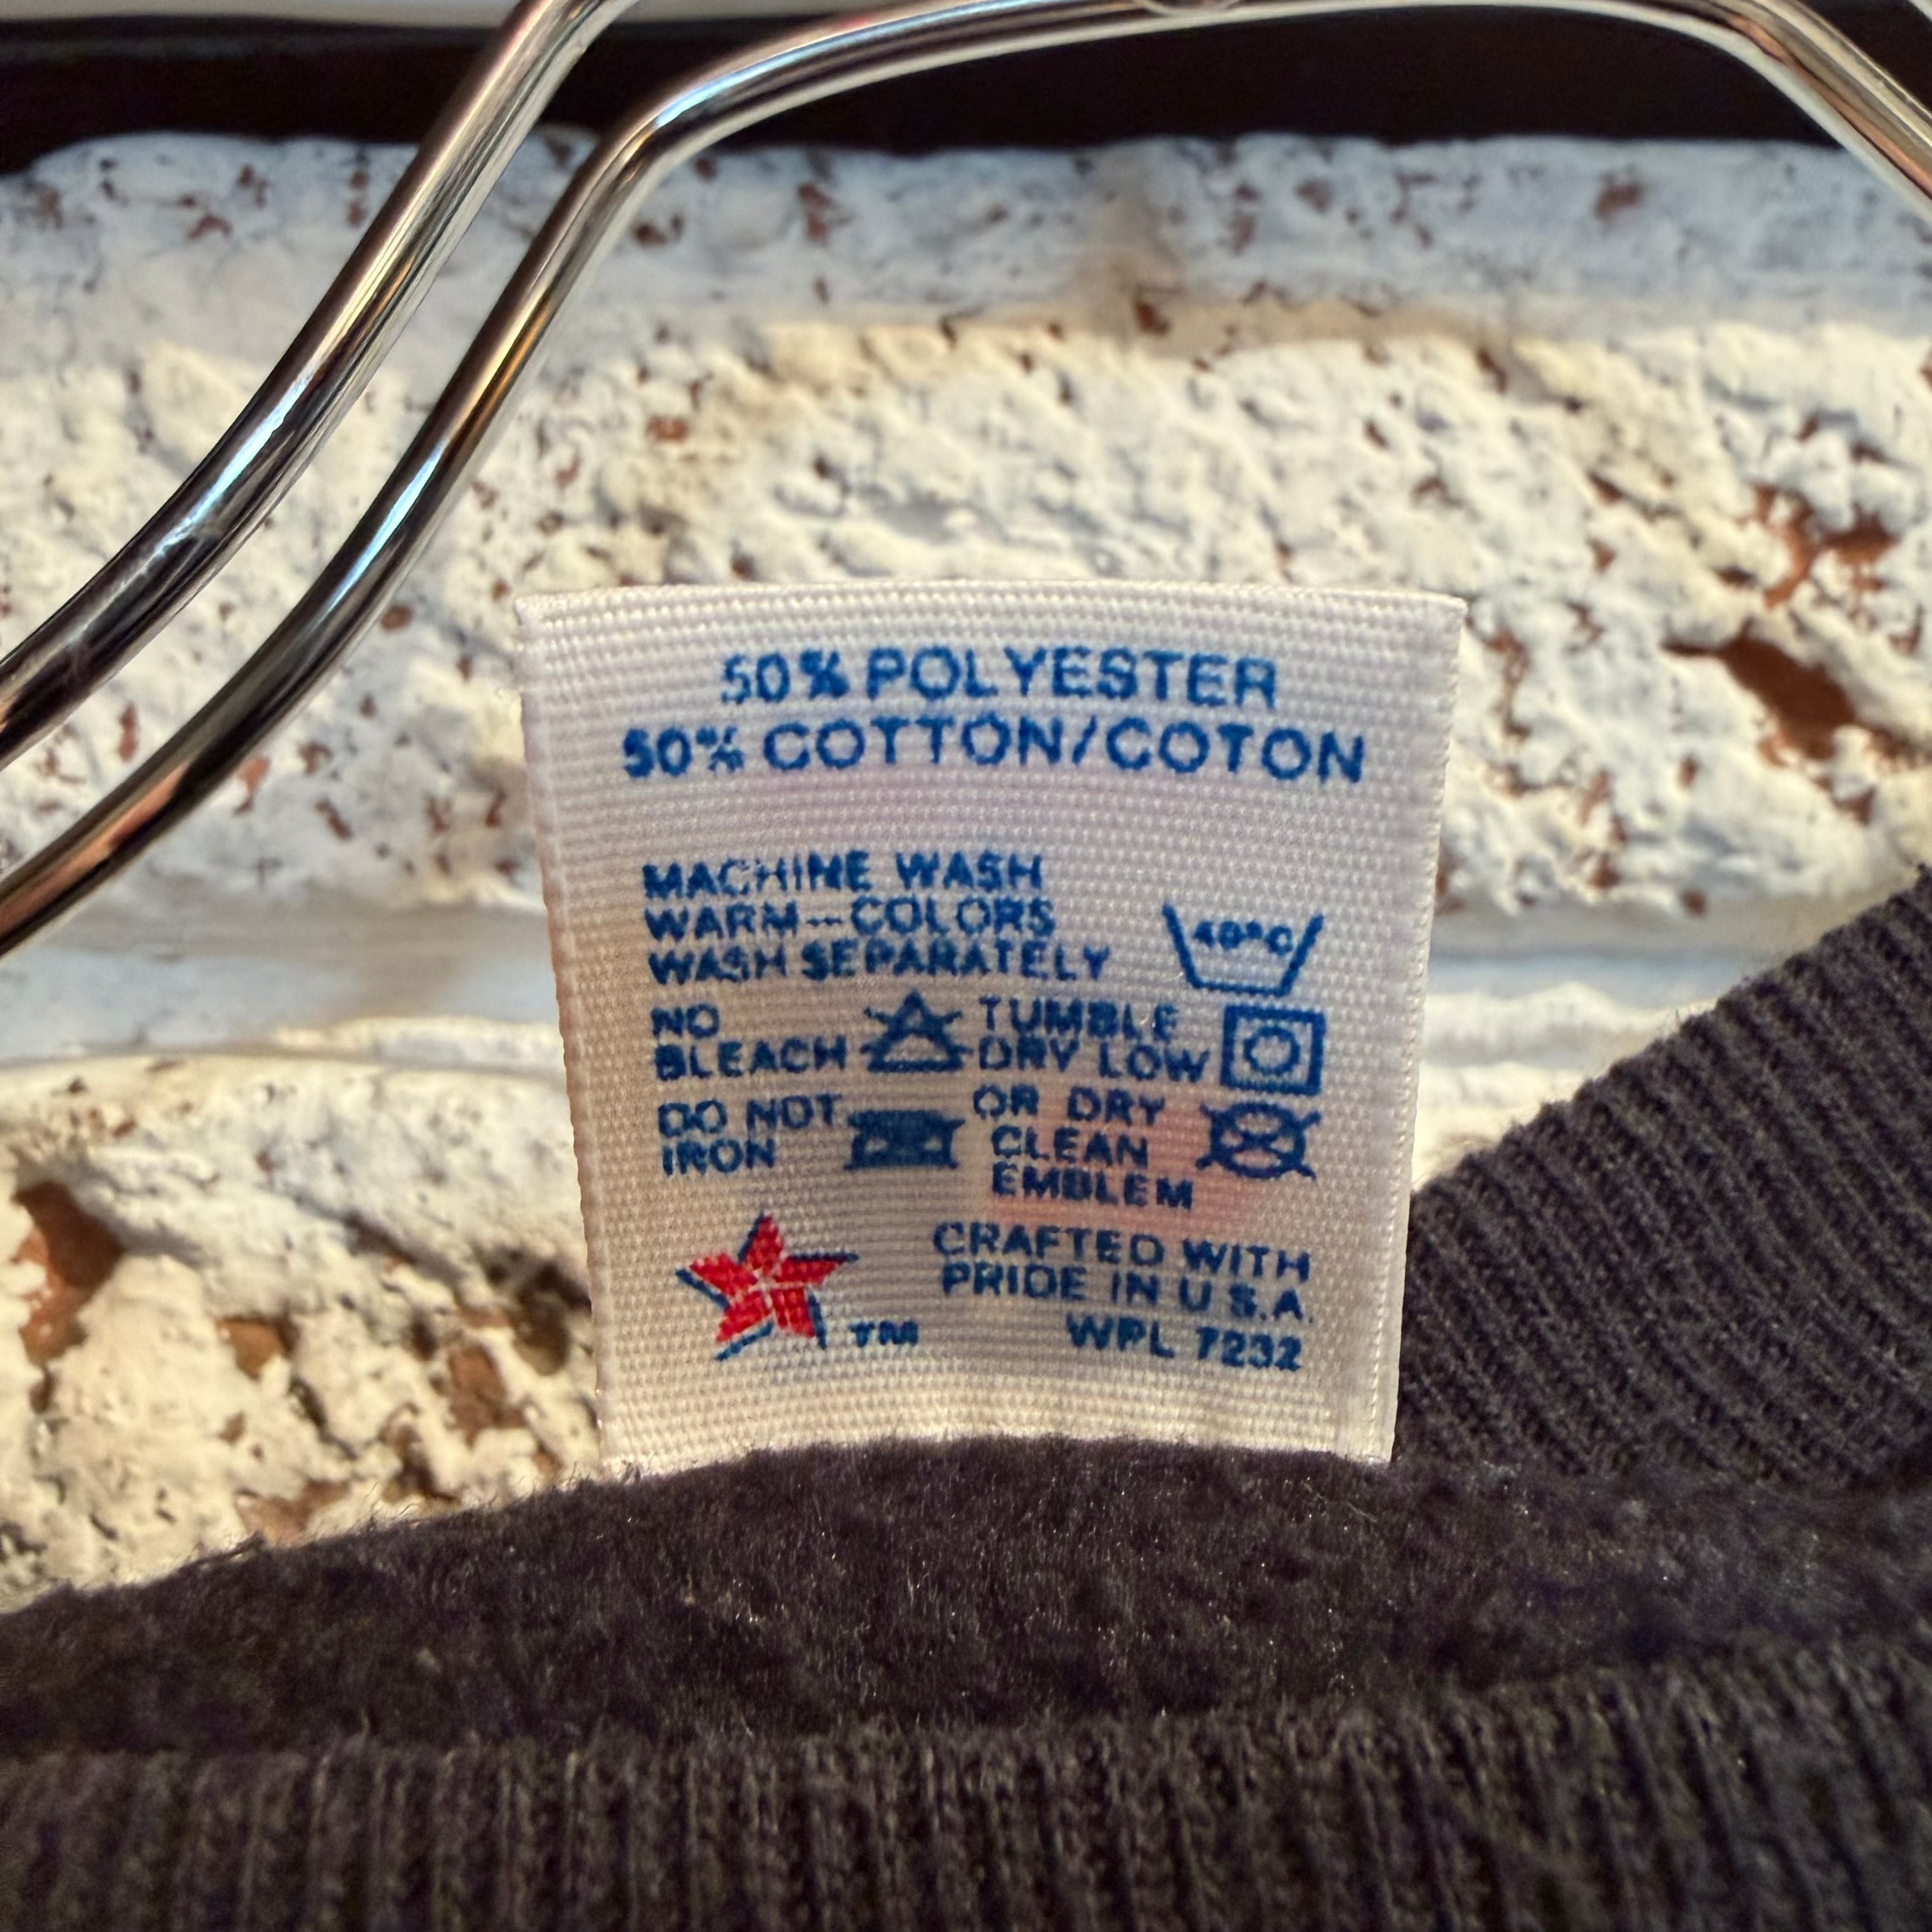 50% POLYESTER
50% COTTON/COTON
MACHINE WASH
WARM--COLORS
WASH SEPARATELY
40°C
NO
BLEACH
TUMBLE
DRY LOW
DO NOT
IRON
OR DRY
CLEAN
EMBLEM
TM
CRAFTED WITH
PRIDE IN U.S.A.
WPL 7232